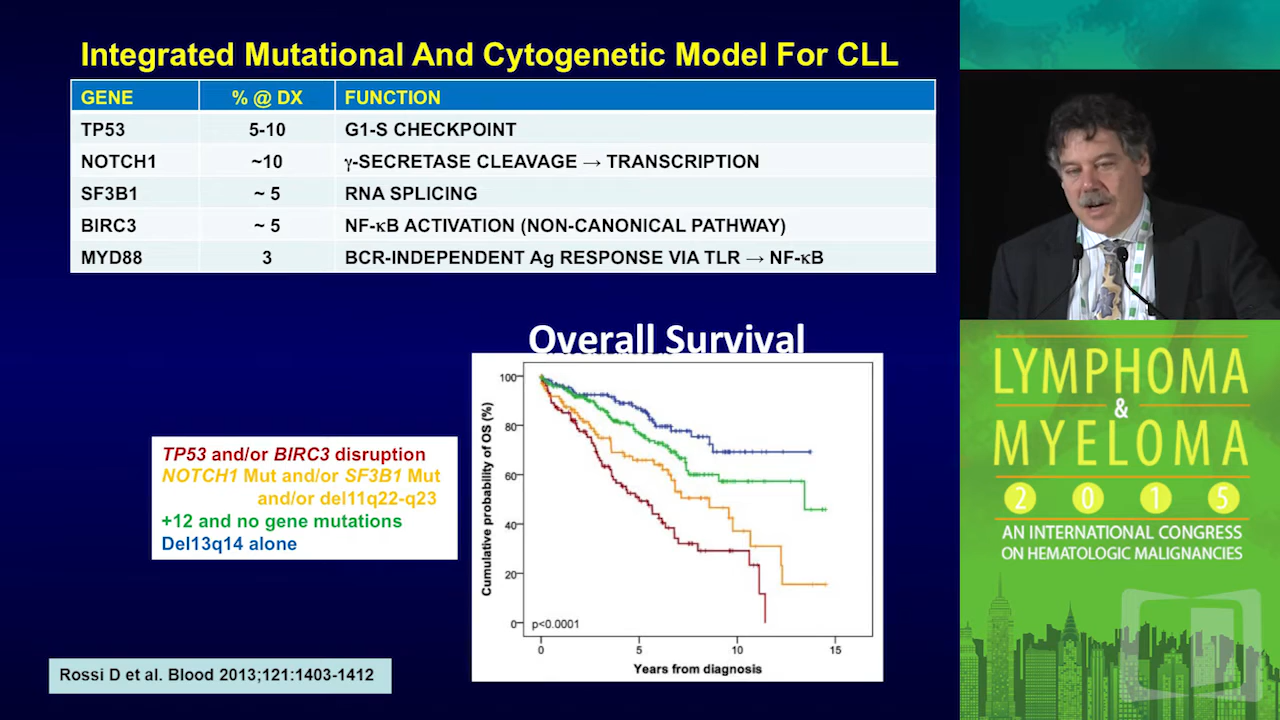 Integrated Mutational And Cytogenetic Model For CLL
GENE % @ DX FUNCTION
TP53 5-10 G1-S CHECKPOINT
NOTCH1 ~10 γ-SECRETASE CLEAVAGE → TRANSCRIPTION
SF3B1 ~ 5 RNA SPLICING
BIRC3 ~ 5 NF-κB ACTIVATION (NON-CANONICAL PATHWAY)
MYD88 3 BCR-INDEPENDENT Ag RESPONSE VIA TLR → NF-κB
Overall Survival
TP53 and/or BIRC3 disruption
NOTCH1 Mut and/or SF3B1 Mut
and/or del11q22-q23
+12 and no gene mutations
Del13q14 alone
Cumulative probability of OS (%)
100
80
60
40
20
0
p<0.0001
0 5 10 15
Years from diagnosis
Rossi D et al. Blood 2013;121:1403-1412
LYMPHOMA
&
MYELOMA
2 0 1 5
AN INTERNATIONAL CONGRESS
ON HEMATOLOGIC MALIGNANCIES